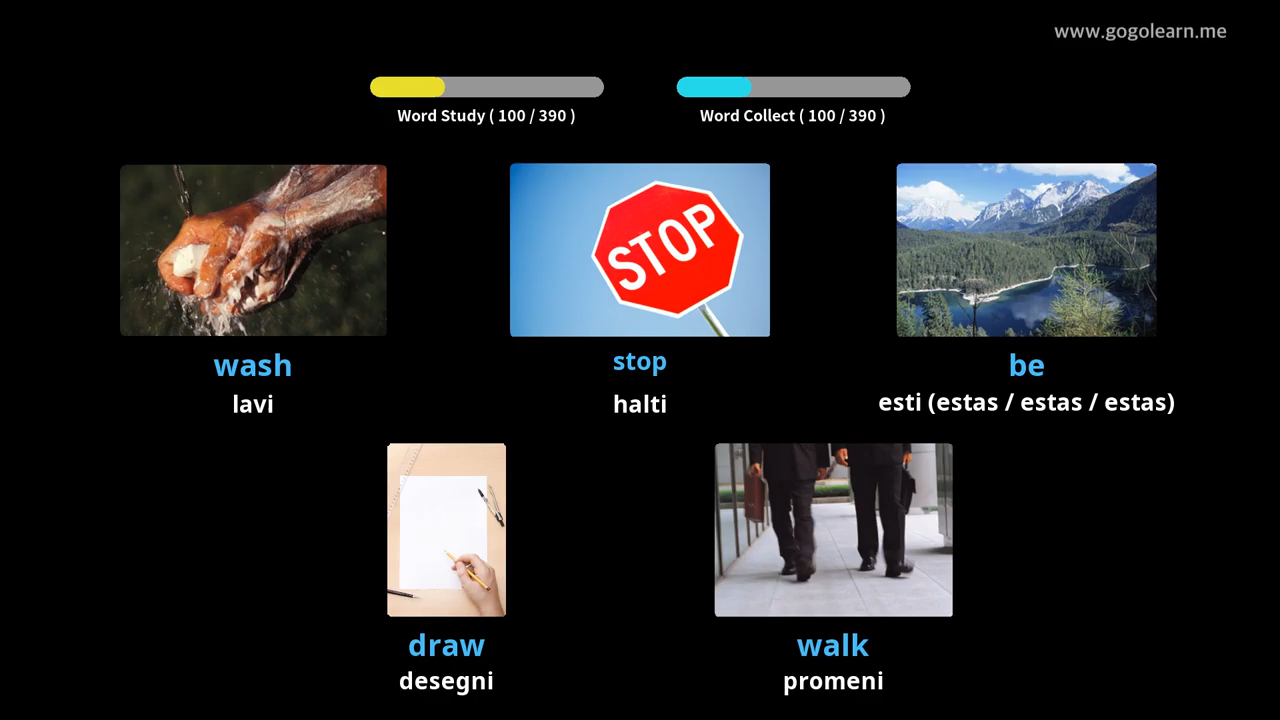 www.gogolearn.me
Word Study ( 100 / 390 )
Word Collect ( 100 / 390 )
STOP
wash
stop
be
lavi
halti
esti (estas / estas / estas)
draw
walk
desegni
promeni